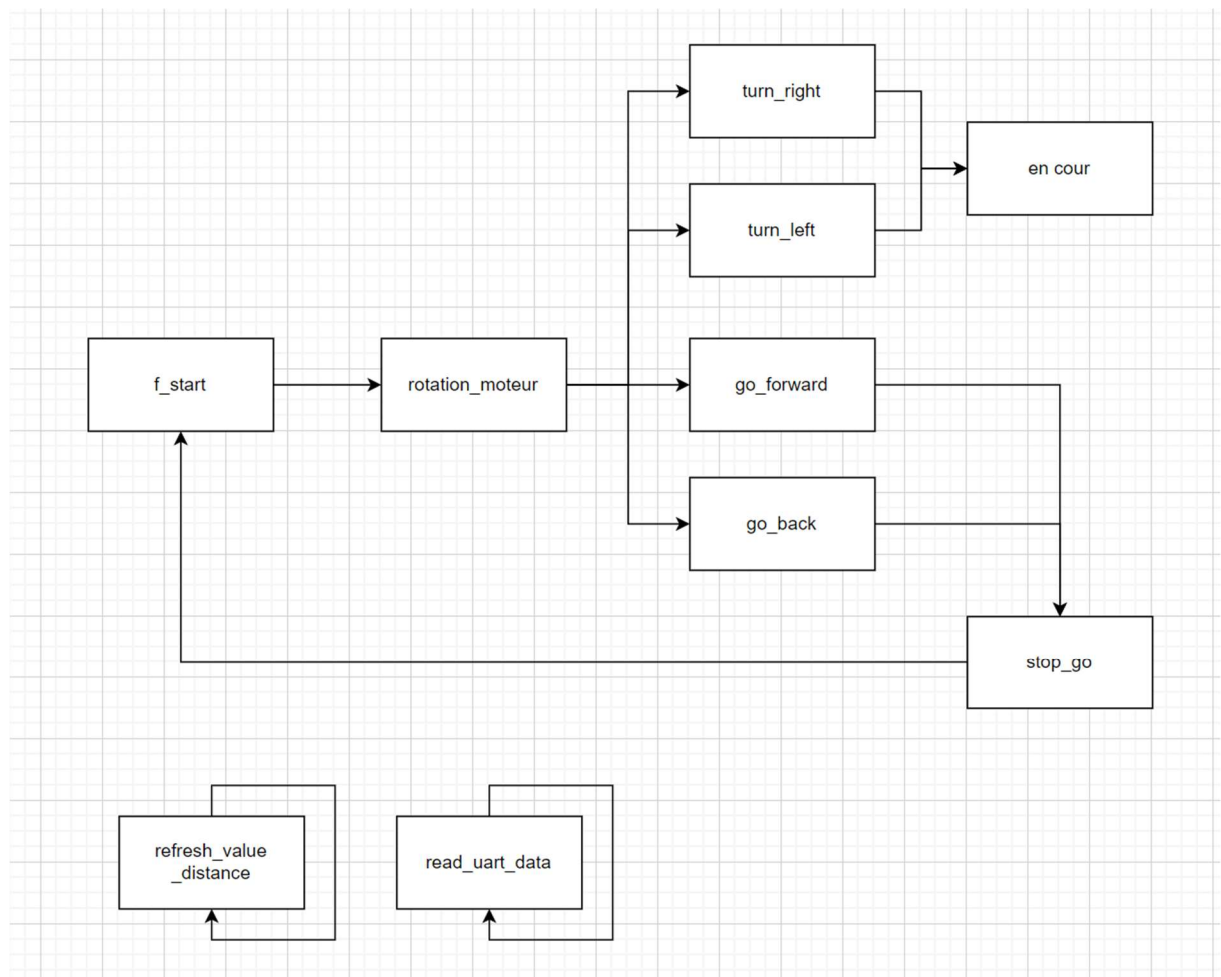 turn_right
en cour
turn_left
f_start
rotation_moteur
go_forward
go_back
stop_go
refresh_value
_distance
read_uart_data